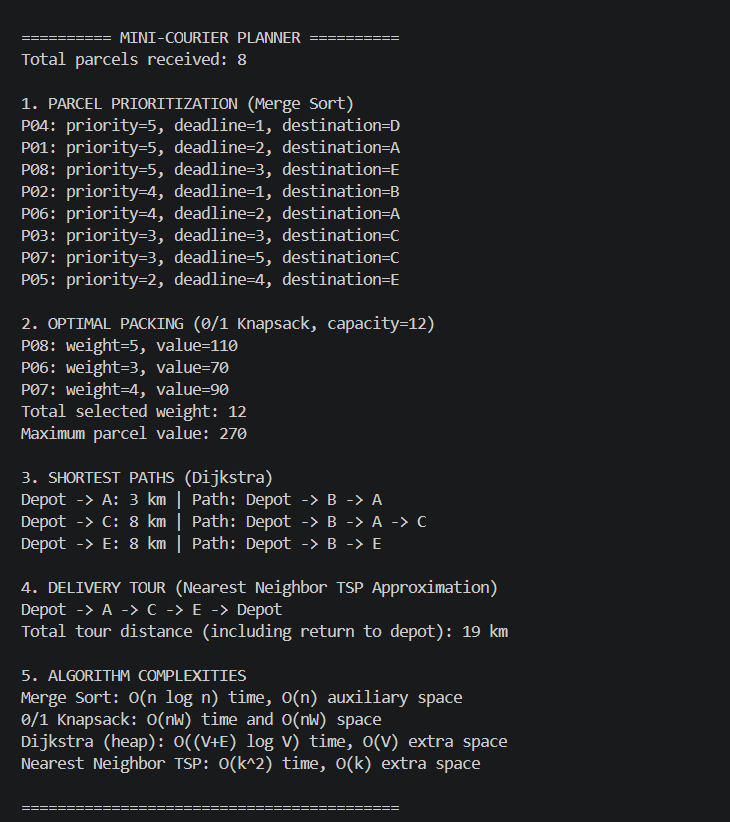 ========== MINI-COURIER PLANNER ==========
Total parcels received: 8
1. PARCEL PRIORITIZATION (Merge Sort)
P04: priority=5, deadline=1, destination=D
P01: priority=5, deadline=2, destination=A
P08: priority=5, deadline=3, destination=E
P02: priority=4, deadline=1, destination=B
P06: priority=4, deadline=2, destination=A
P03: priority=3, deadline=3, destination=C
P07: priority=3, deadline=5, destination=C
P05: priority=2, deadline=4, destination=E
2. OPTIMAL PACKING (0/1 Knapsack, capacity=12)
P08: weight=5, value=110
P06: weight=3, value=70
P07: weight=4, value=90
Total selected weight: 12
Maximum parcel value: 270
3. SHORTEST PATHS (Dijkstra)
Depot -> A: 3 km | Path: Depot -> B -> A
Depot -> C: 8 km | Path: Depot -> B -> A -> C
Depot -> E: 8 km | Path: Depot -> B -> E
4. DELIVERY TOUR (Nearest Neighbor TSP Approximation)
Depot -> A -> C -> E -> Depot
Total tour distance (including return to depot): 19 km
5. ALGORITHM COMPLEXITIES
Merge Sort: O(n log n) time, O(n) auxiliary space
0/1 Knapsack: O(nW) time and O(nW) space
Dijkstra (heap): O((V+E) log V) time, O(V) extra space
Nearest Neighbor TSP: O(k^2) time, O(k) extra space
==========================================